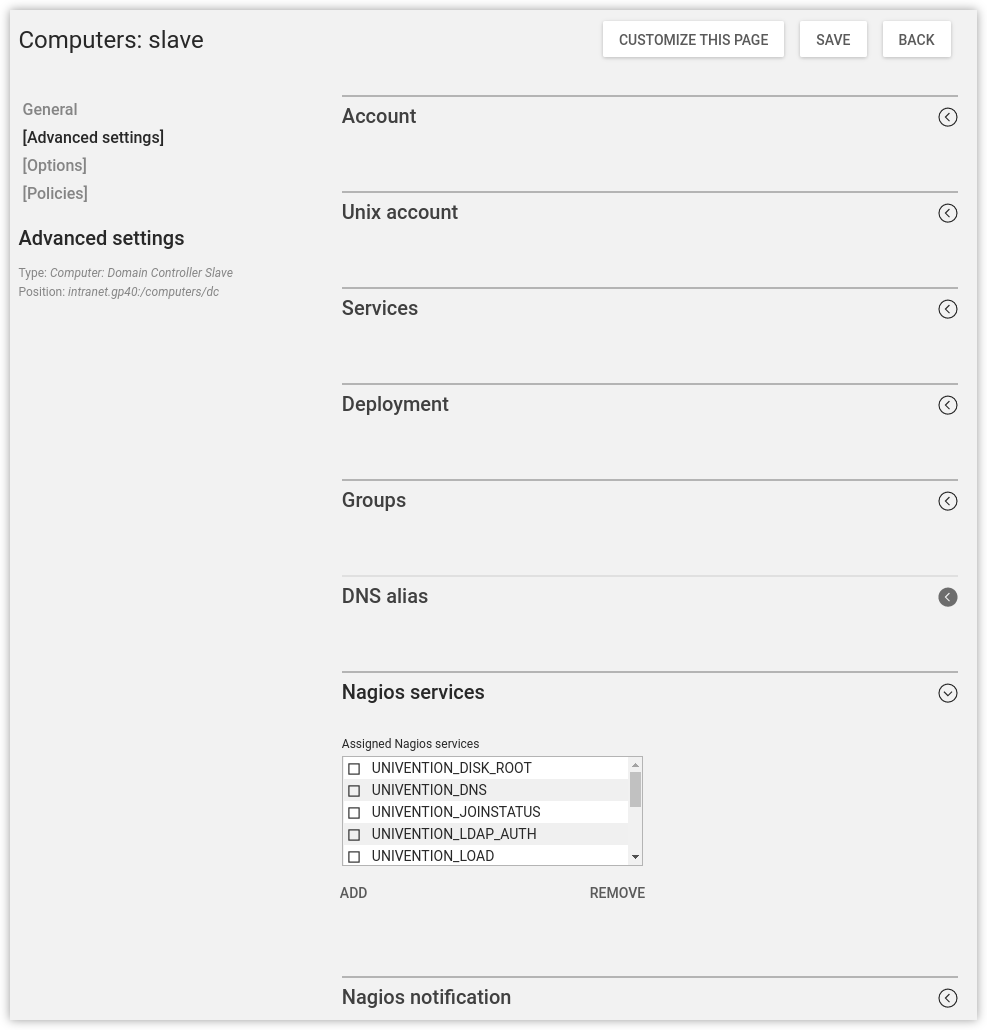 Computers: slave
CUSTOMIZE THIS PAGE
SAVE
BACK
General
[Advanced settings]
[Options]
[Policies]
Advanced settings
Type: Computer: Domain Controller Slave
Position: intranet.gp40:/computers/dc
Account
Unix account
Services
Deployment
Groups
DNS alias
Nagios services
Assigned Nagios services
UNIVENTION_DISK_ROOT
UNIVENTION_DNS
UNIVENTION_JOINSTATUS
UNIVENTION_LDAP_AUTH
UNIVENTION_LOAD
ADD
REMOVE
Nagios notification